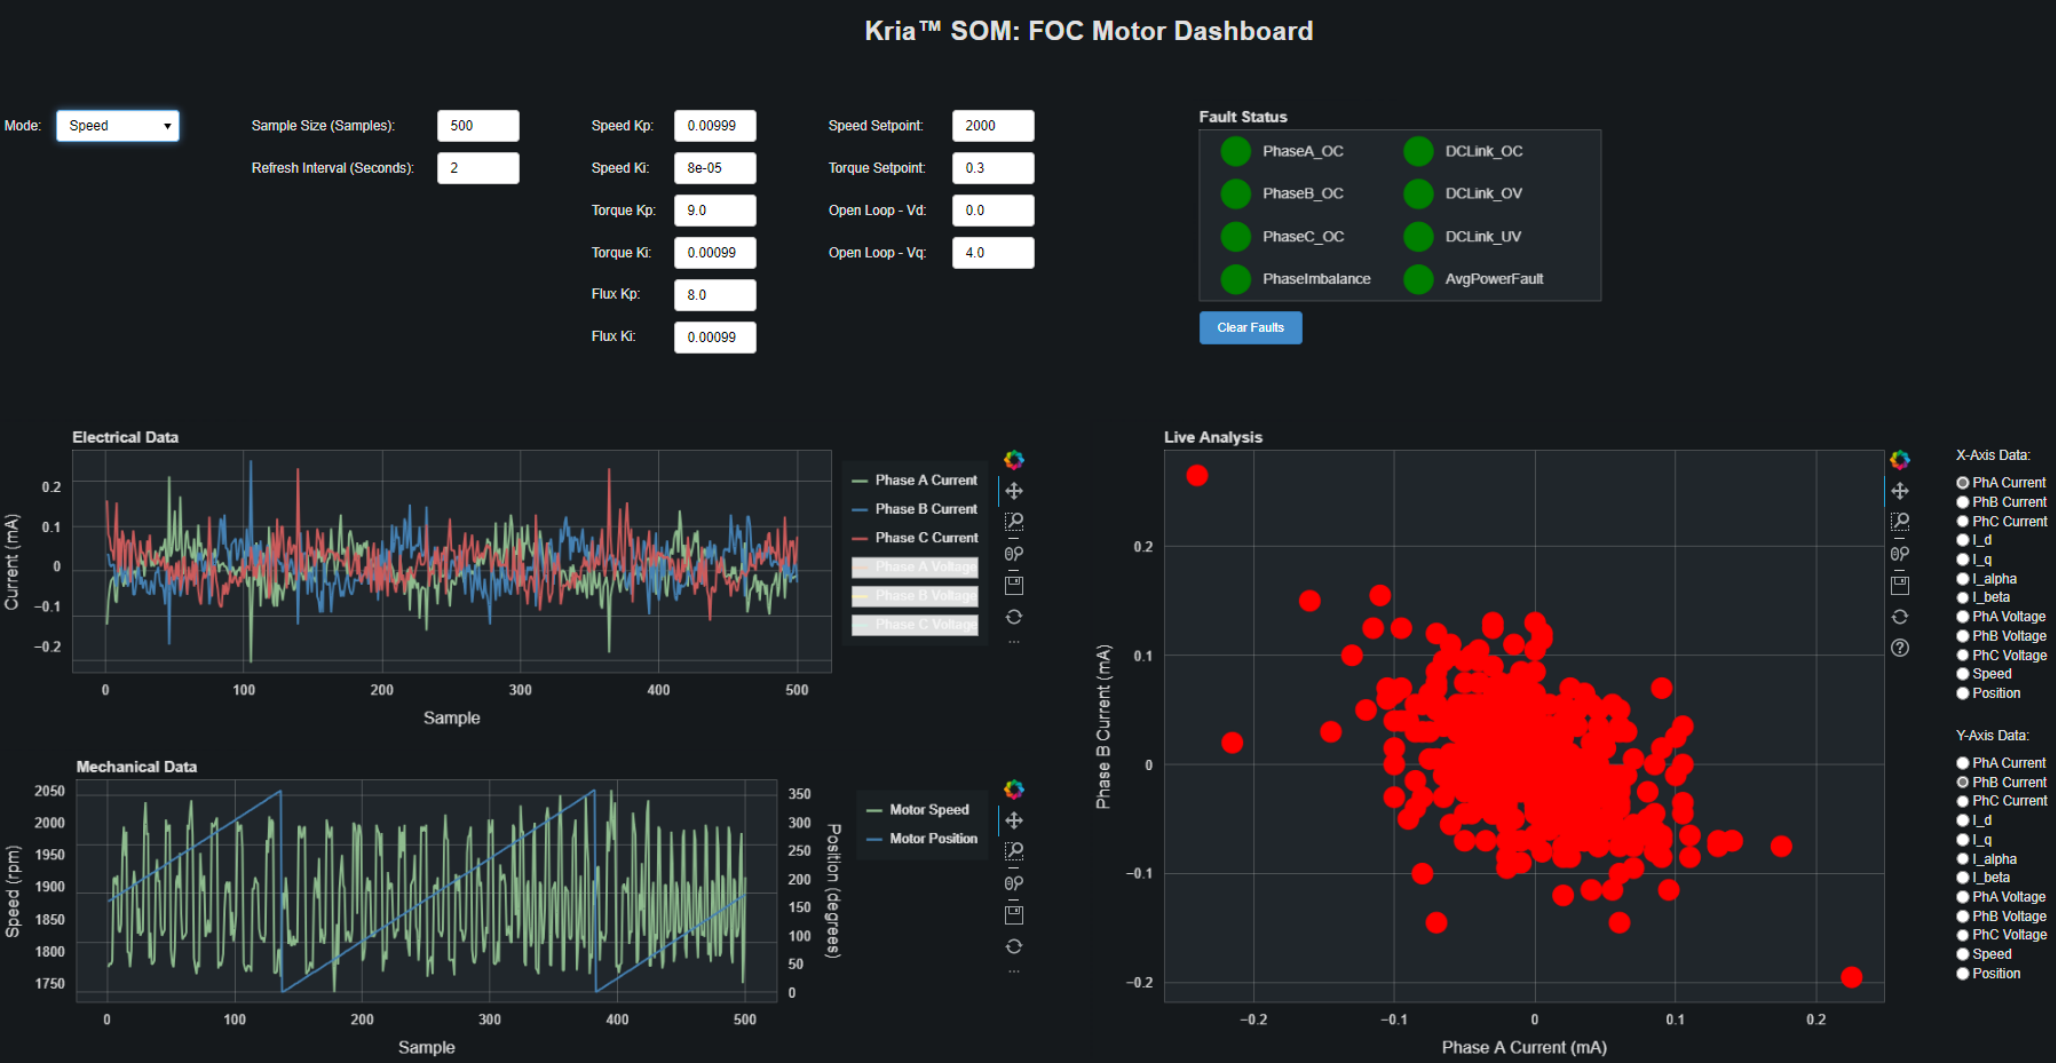 Kria™ SOM: FOC Motor Dashboard
Mode: Speed
Sample Size (Samples): 500
Refresh Interval (Seconds): 2
Speed Kp: 0.00999
Speed Ki: 8e-05
Torque Kp: 9.0
Torque Ki: 0.00099
Flux Kp: 8.0
Flux Ki: 0.00099
Speed Setpoint: 2000
Torque Setpoint: 0.3
Open Loop - Vd: 0.0
Open Loop - Vq: 4.0
Fault Status
PhaseA_OC DCLink_OC
PhaseB_OC DCLink_OV
PhaseC_OC DCLink_UV
PhaseImbalance AvgPowerFault
Clear Faults
Electrical Data
Current (mA)
0.2
0.1
0
−0.1
−0.2
0 100 200 300 400 500
Sample
Phase A Current
Phase B Current
Phase C Current
Phase A Voltage
Phase B Voltage
Phase C Voltage
Mechanical Data
Speed (rpm)
2050
2000
1950
1900
1850
1800
1750
350
300
250
200
150
100
50
0
Position (degrees)
0 100 200 300 400 500
Sample
Motor Speed
Motor Position
Live Analysis
Phase B Current (mA)
0.2
0.1
0
−0.1
−0.2
−0.2 −0.1 0 0.1 0.2
Phase A Current (mA)
X-Axis Data:
PhA Current
PhB Current
PhC Current
I_d
I_q
I_alpha
I_beta
PhA Voltage
PhB Voltage
PhC Voltage
Speed
Position
Y-Axis Data:
PhA Current
PhB Current
PhC Current
I_d
I_q
I_alpha
I_beta
PhA Voltage
PhB Voltage
PhC Voltage
Speed
Position